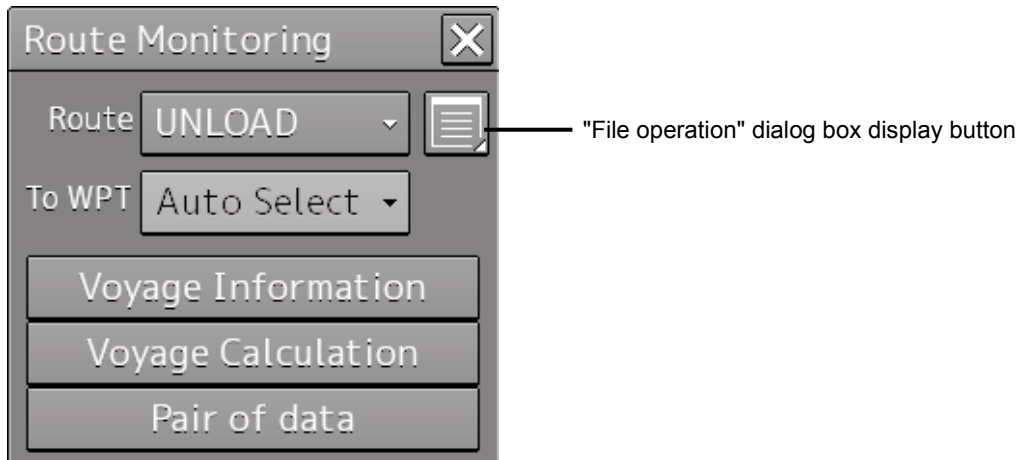 Route Monitoring
Route UNLOAD
"File operation" dialog box display button
To WPT Auto Select
Voyage Information
Voyage Calculation
Pair of data